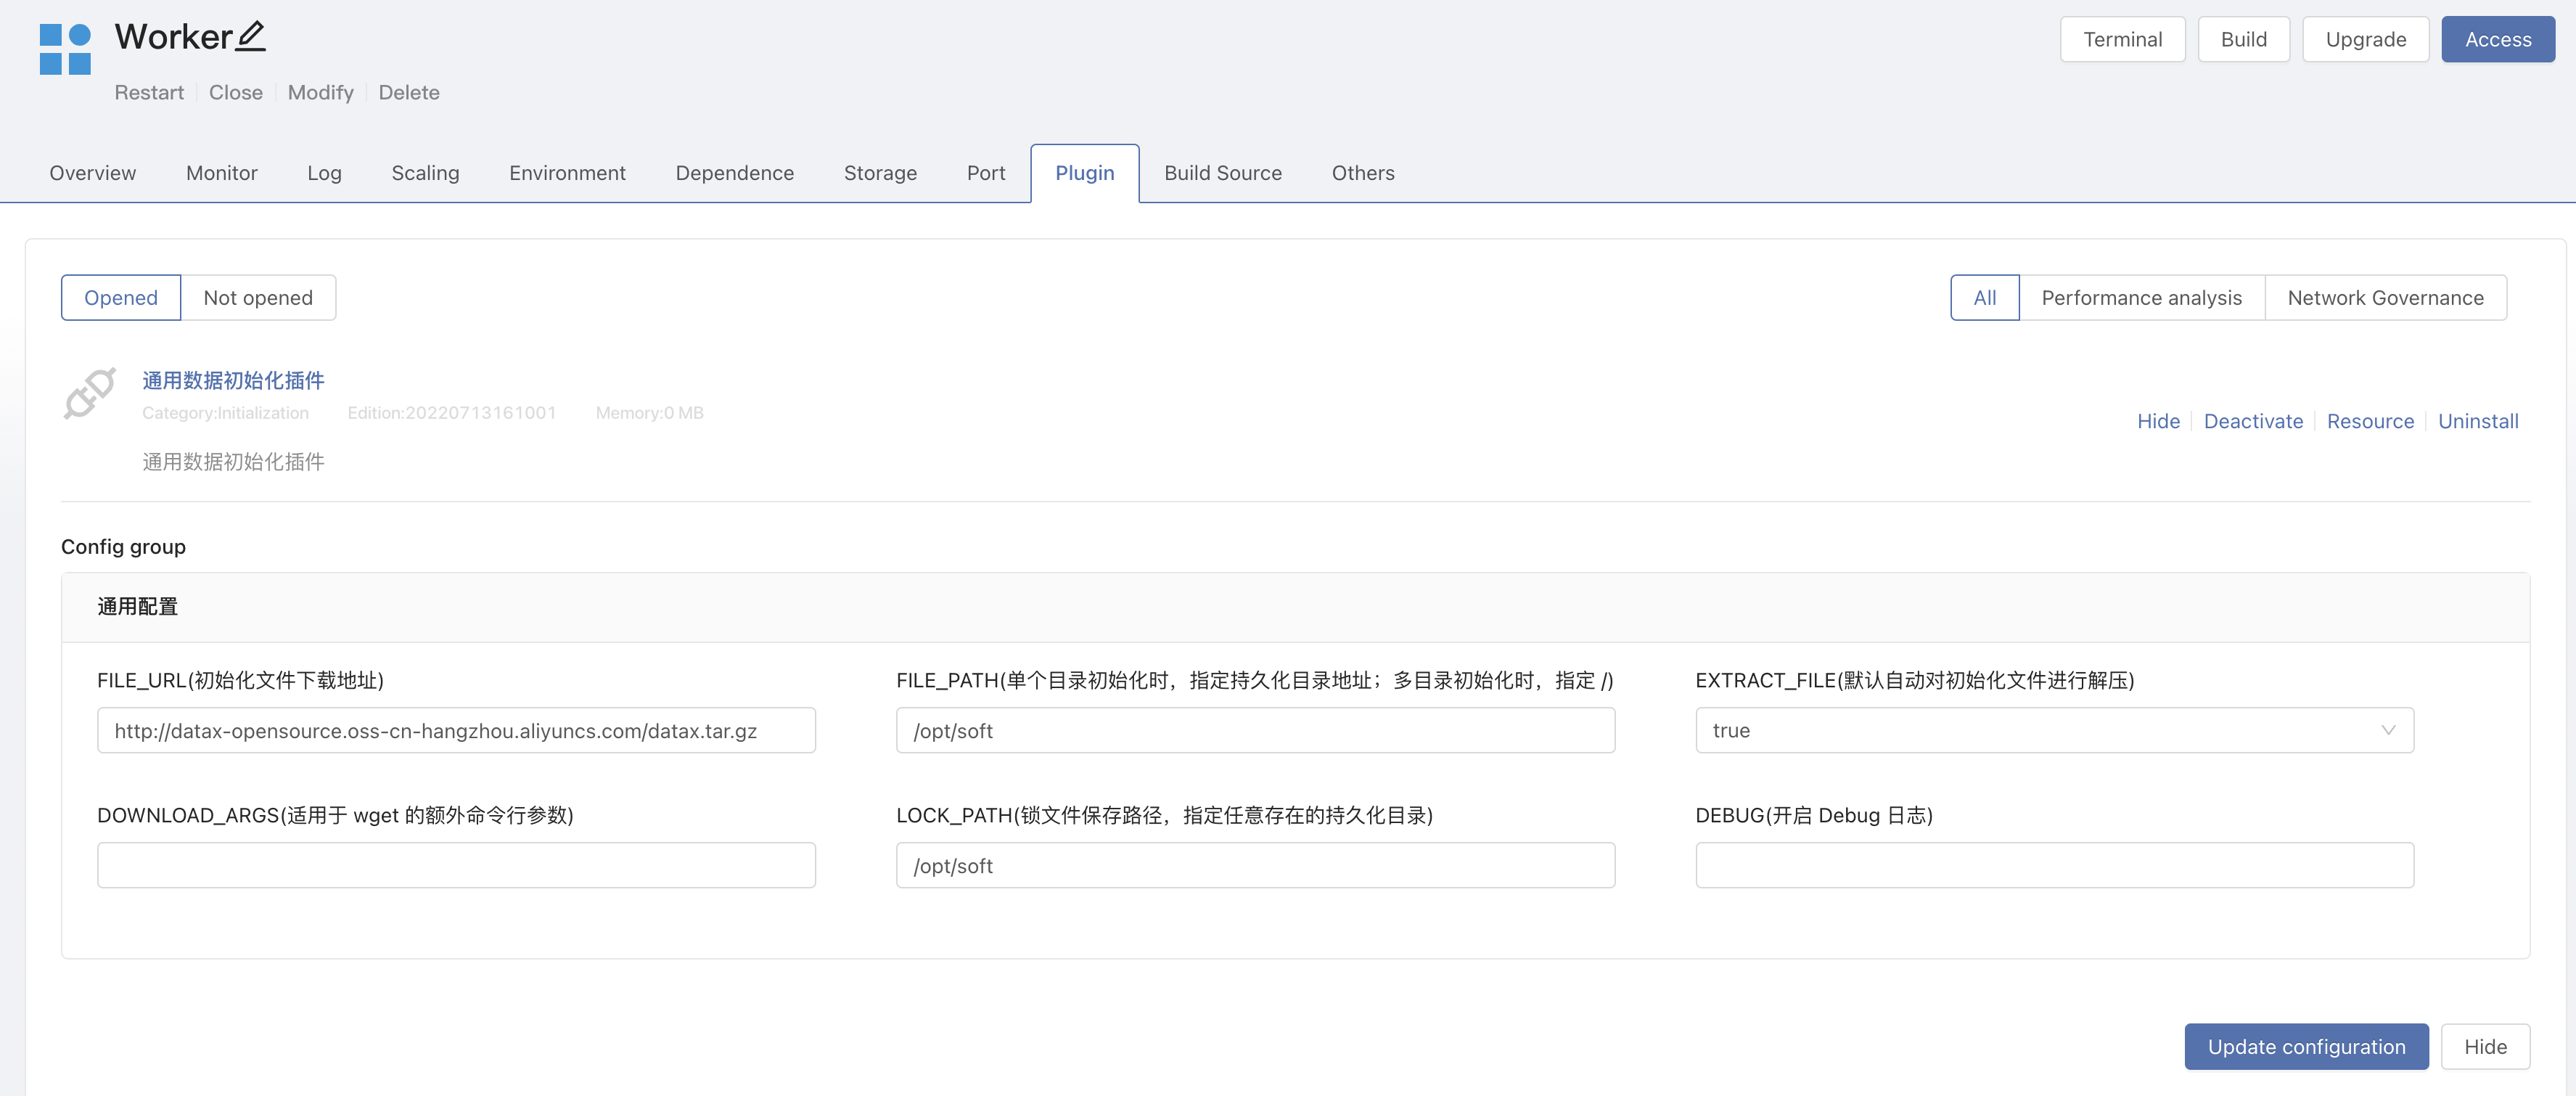 Worker
Terminal
Build
Upgrade
Access
Restart
Close
Modify
Delete
Overview
Monitor
Log
Scaling
Environment
Dependence
Storage
Port
Plugin
Build Source
Others
Opened
Not opened
All
Performance analysis
Network Governance
通用数据初始化插件
Category:Initialization
Edition:20220713161001
Memory:0 MB
Hide
Deactivate
Resource
Uninstall
通用数据初始化插件
Config group
通用配置
FILE_URL(初始化文件下载地址)
FILE_PATH(单个目录初始化时，指定持久化目录地址；多目录初始化时，指定 /)
EXTRACT_FILE(默认自动对初始化文件进行解压)
http://datax-opensource.oss-cn-hangzhou.aliyuncs.com/datax.tar.gz
/opt/soft
true
DOWNLOAD_ARGS(适用于 wget 的额外命令行参数)
LOCK_PATH(锁文件保存路径，指定任意存在的持久化目录)
DEBUG(开启 Debug 日志)
/opt/soft
Update configuration
Hide